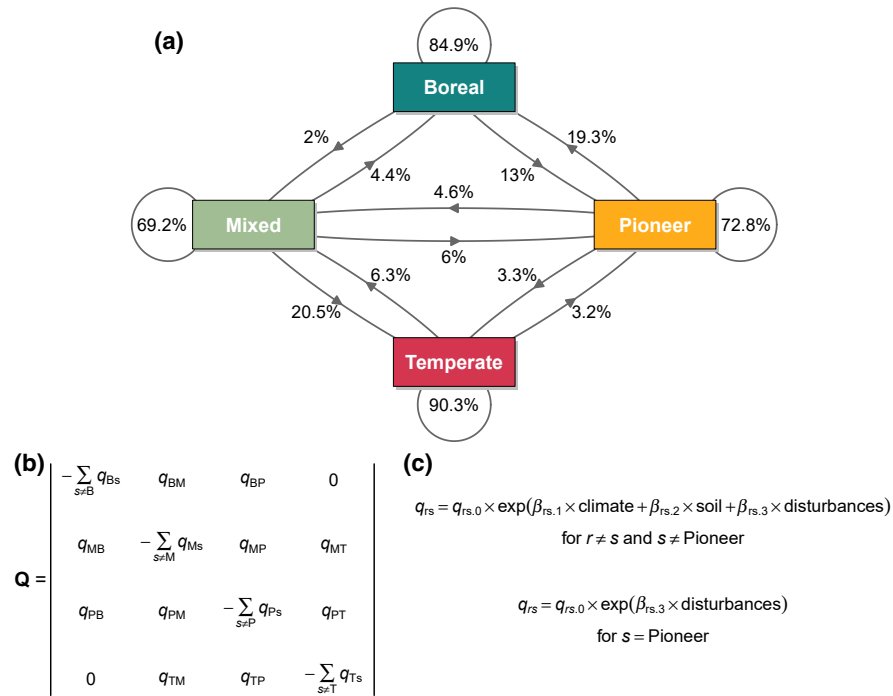 (a)
84.9%
Boreal
2%
19.3%
4.4%
13%
4.6%
69.2%
Mixed
Pioneer
72.8%
6%
6.3%
3.3%
20.5%
3.2%
Temperate
90.3%
(b)
Q =
−∑s≠B qBs qBM qBP 0
qMB −∑s≠M qMs qMP qMT
qPB qPM −∑s≠P qPs qPT
0 qTM qTP −∑s≠T qTs
(c)
qrs = qrs.0 × exp(βrs.1 × climate + βrs.2 × soil + βrs.3 × disturbances)
for r ≠ s and s ≠ Pioneer
qrs = qrs.0 × exp(βrs.3 × disturbances)
for s = Pioneer